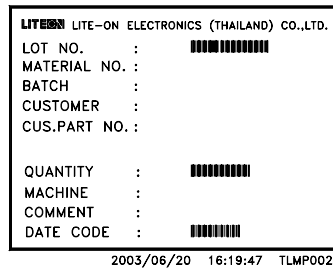 LITEON LITE-ON ELECTRONICS (THAILAND) CO.,LTD.
LOT NO. :
MATERIAL NO. :
BATCH :
CUSTOMER :
CUS.PART NO. :
QUANTITY :
MACHINE :
COMMENT :
DATE CODE :
2003/06/20 16:19:47 TLMP002